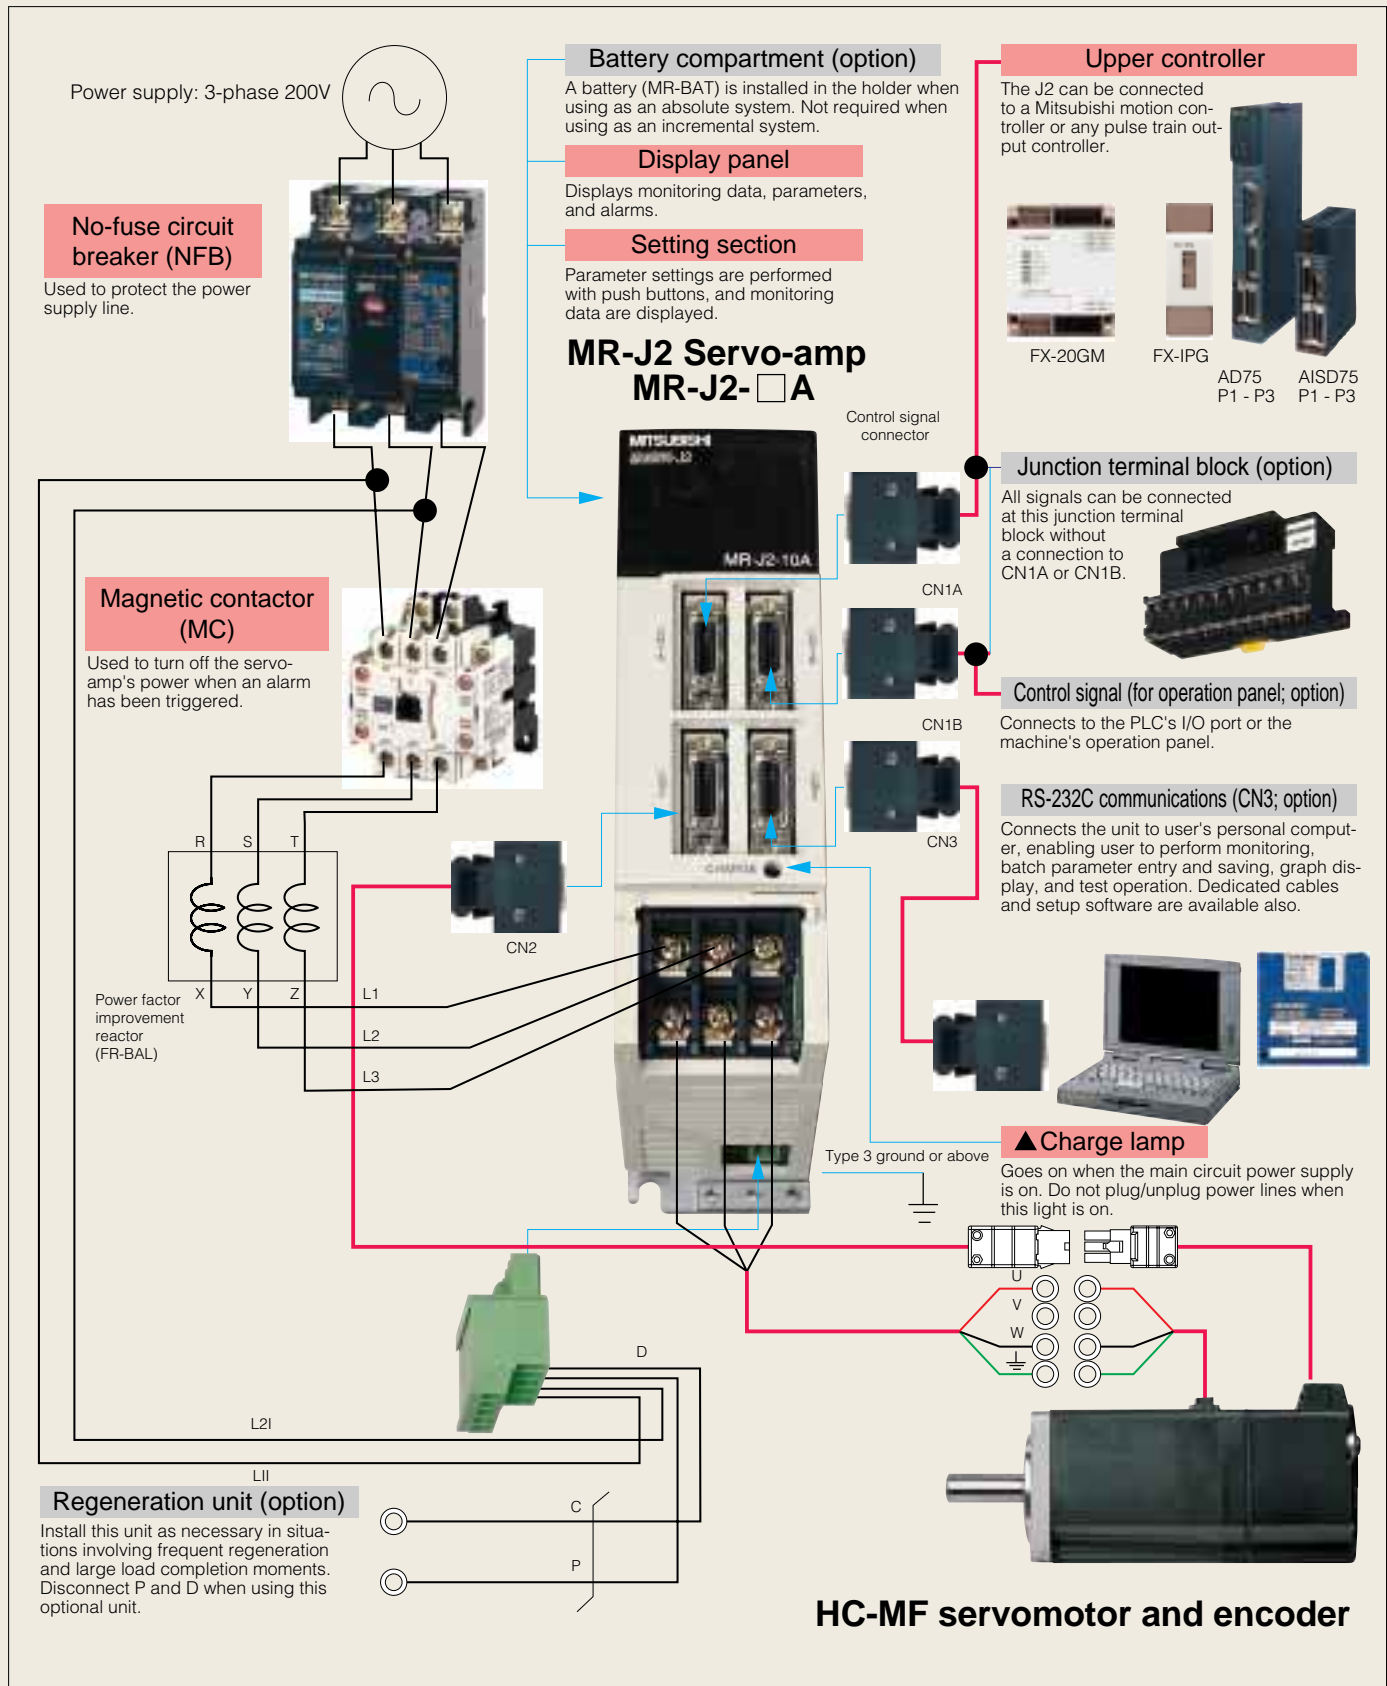 Power supply: 3-phase 200V
No-fuse circuit
breaker (NFB)
Used to protect the power
supply line.
Battery compartment (option)
A battery (MR-BAT) is installed in the holder when
using as an absolute system. Not required when
using as an incremental system.
Display panel
Displays monitoring data, parameters,
and alarms.
Setting section
Parameter settings are performed
with push buttons, and monitoring
data are displayed.
MR-J2 Servo-amp
MR-J2-□A
Upper controller
The J2 can be connected
to a Mitsubishi motion con-
troller or any pulse train out-
put controller.
FX-20GM
FX-IPG
AD75
P1 - P3
AISD75
P1 - P3
Control signal
connector
MITSUBISHI
MR-J2-10A
CN1A
CN1B
CN3
Junction terminal block (option)
All signals can be connected
at this junction terminal
block without
a connection to
CN1A or CN1B.
Control signal (for operation panel; option)
Connects to the PLC's I/O port or the
machine's operation panel.
RS-232C communications (CN3; option)
Connects the unit to user's personal comput-
er, enabling user to perform monitoring,
batch parameter entry and saving, graph dis-
play, and test operation. Dedicated cables
and setup software are available also.
Magnetic contactor
(MC)
Used to turn off the servo-
amp's power when an alarm
has been triggered.
R
S
T
CN2
CHARGE
X
Y
Z
Power factor
improvement
reactor
(FR-BAL)
L1
L2
L3
▲Charge lamp
Goes on when the main circuit power supply
is on. Do not plug/unplug power lines when
this light is on.
Type 3 ground or above
U
V
W
D
L2I
LII
Regeneration unit (option)
Install this unit as necessary in situa-
tions involving frequent regeneration
and large load completion moments.
Disconnect P and D when using this
optional unit.
C
P
HC-MF servomotor and encoder